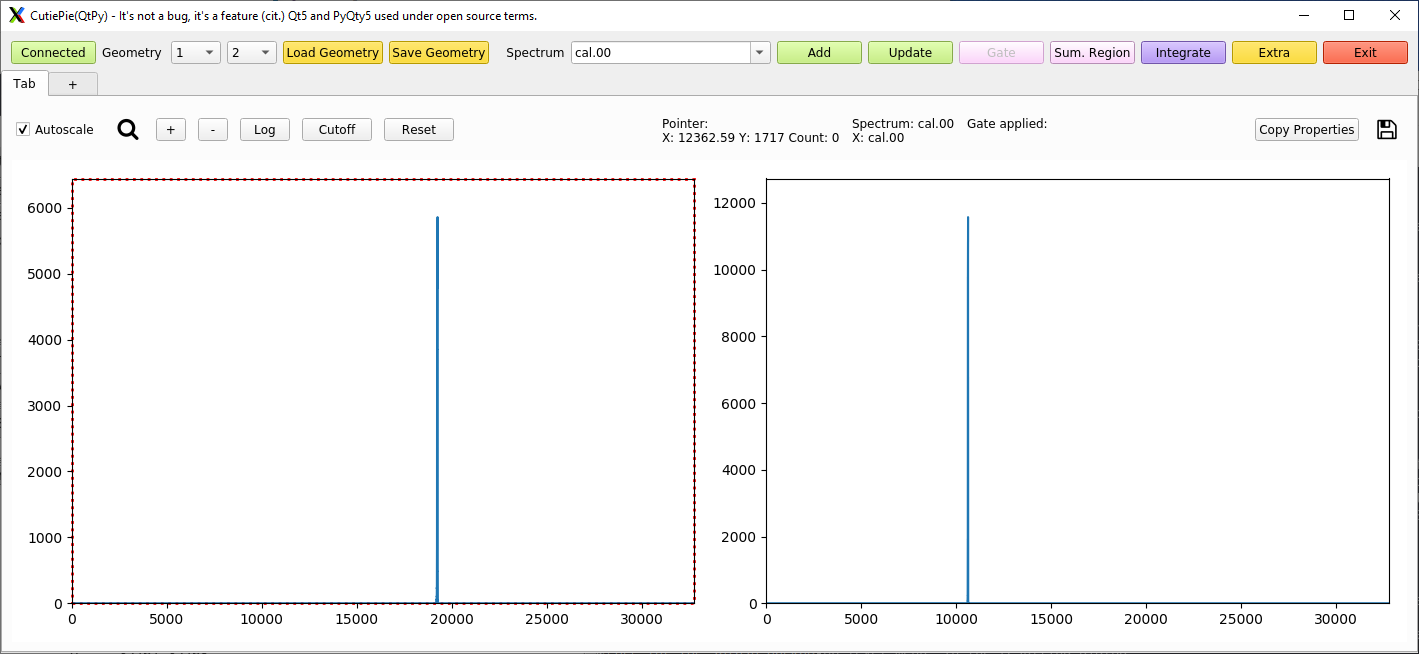 CutiePie(QtPy) - It's not a bug, it's a feature (cit.) Qt5 and PyQty5 used under open source terms.
Connected Geometry 1 2 Load Geometry Save Geometry Spectrum cal.00 Add Update Gate Sum. Region Integrate Extra Exit
Tab +
Autoscale + - Log Cutoff Reset
Pointer:
X: 12362.59 Y: 1717 Count: 0
Spectrum: cal.00
X: cal.00
Gate applied:
Copy Properties
6000
5000
4000
3000
2000
1000
0
0 5000 10000 15000 20000 25000 30000
12000
10000
8000
6000
4000
2000
0
0 5000 10000 15000 20000 25000 30000